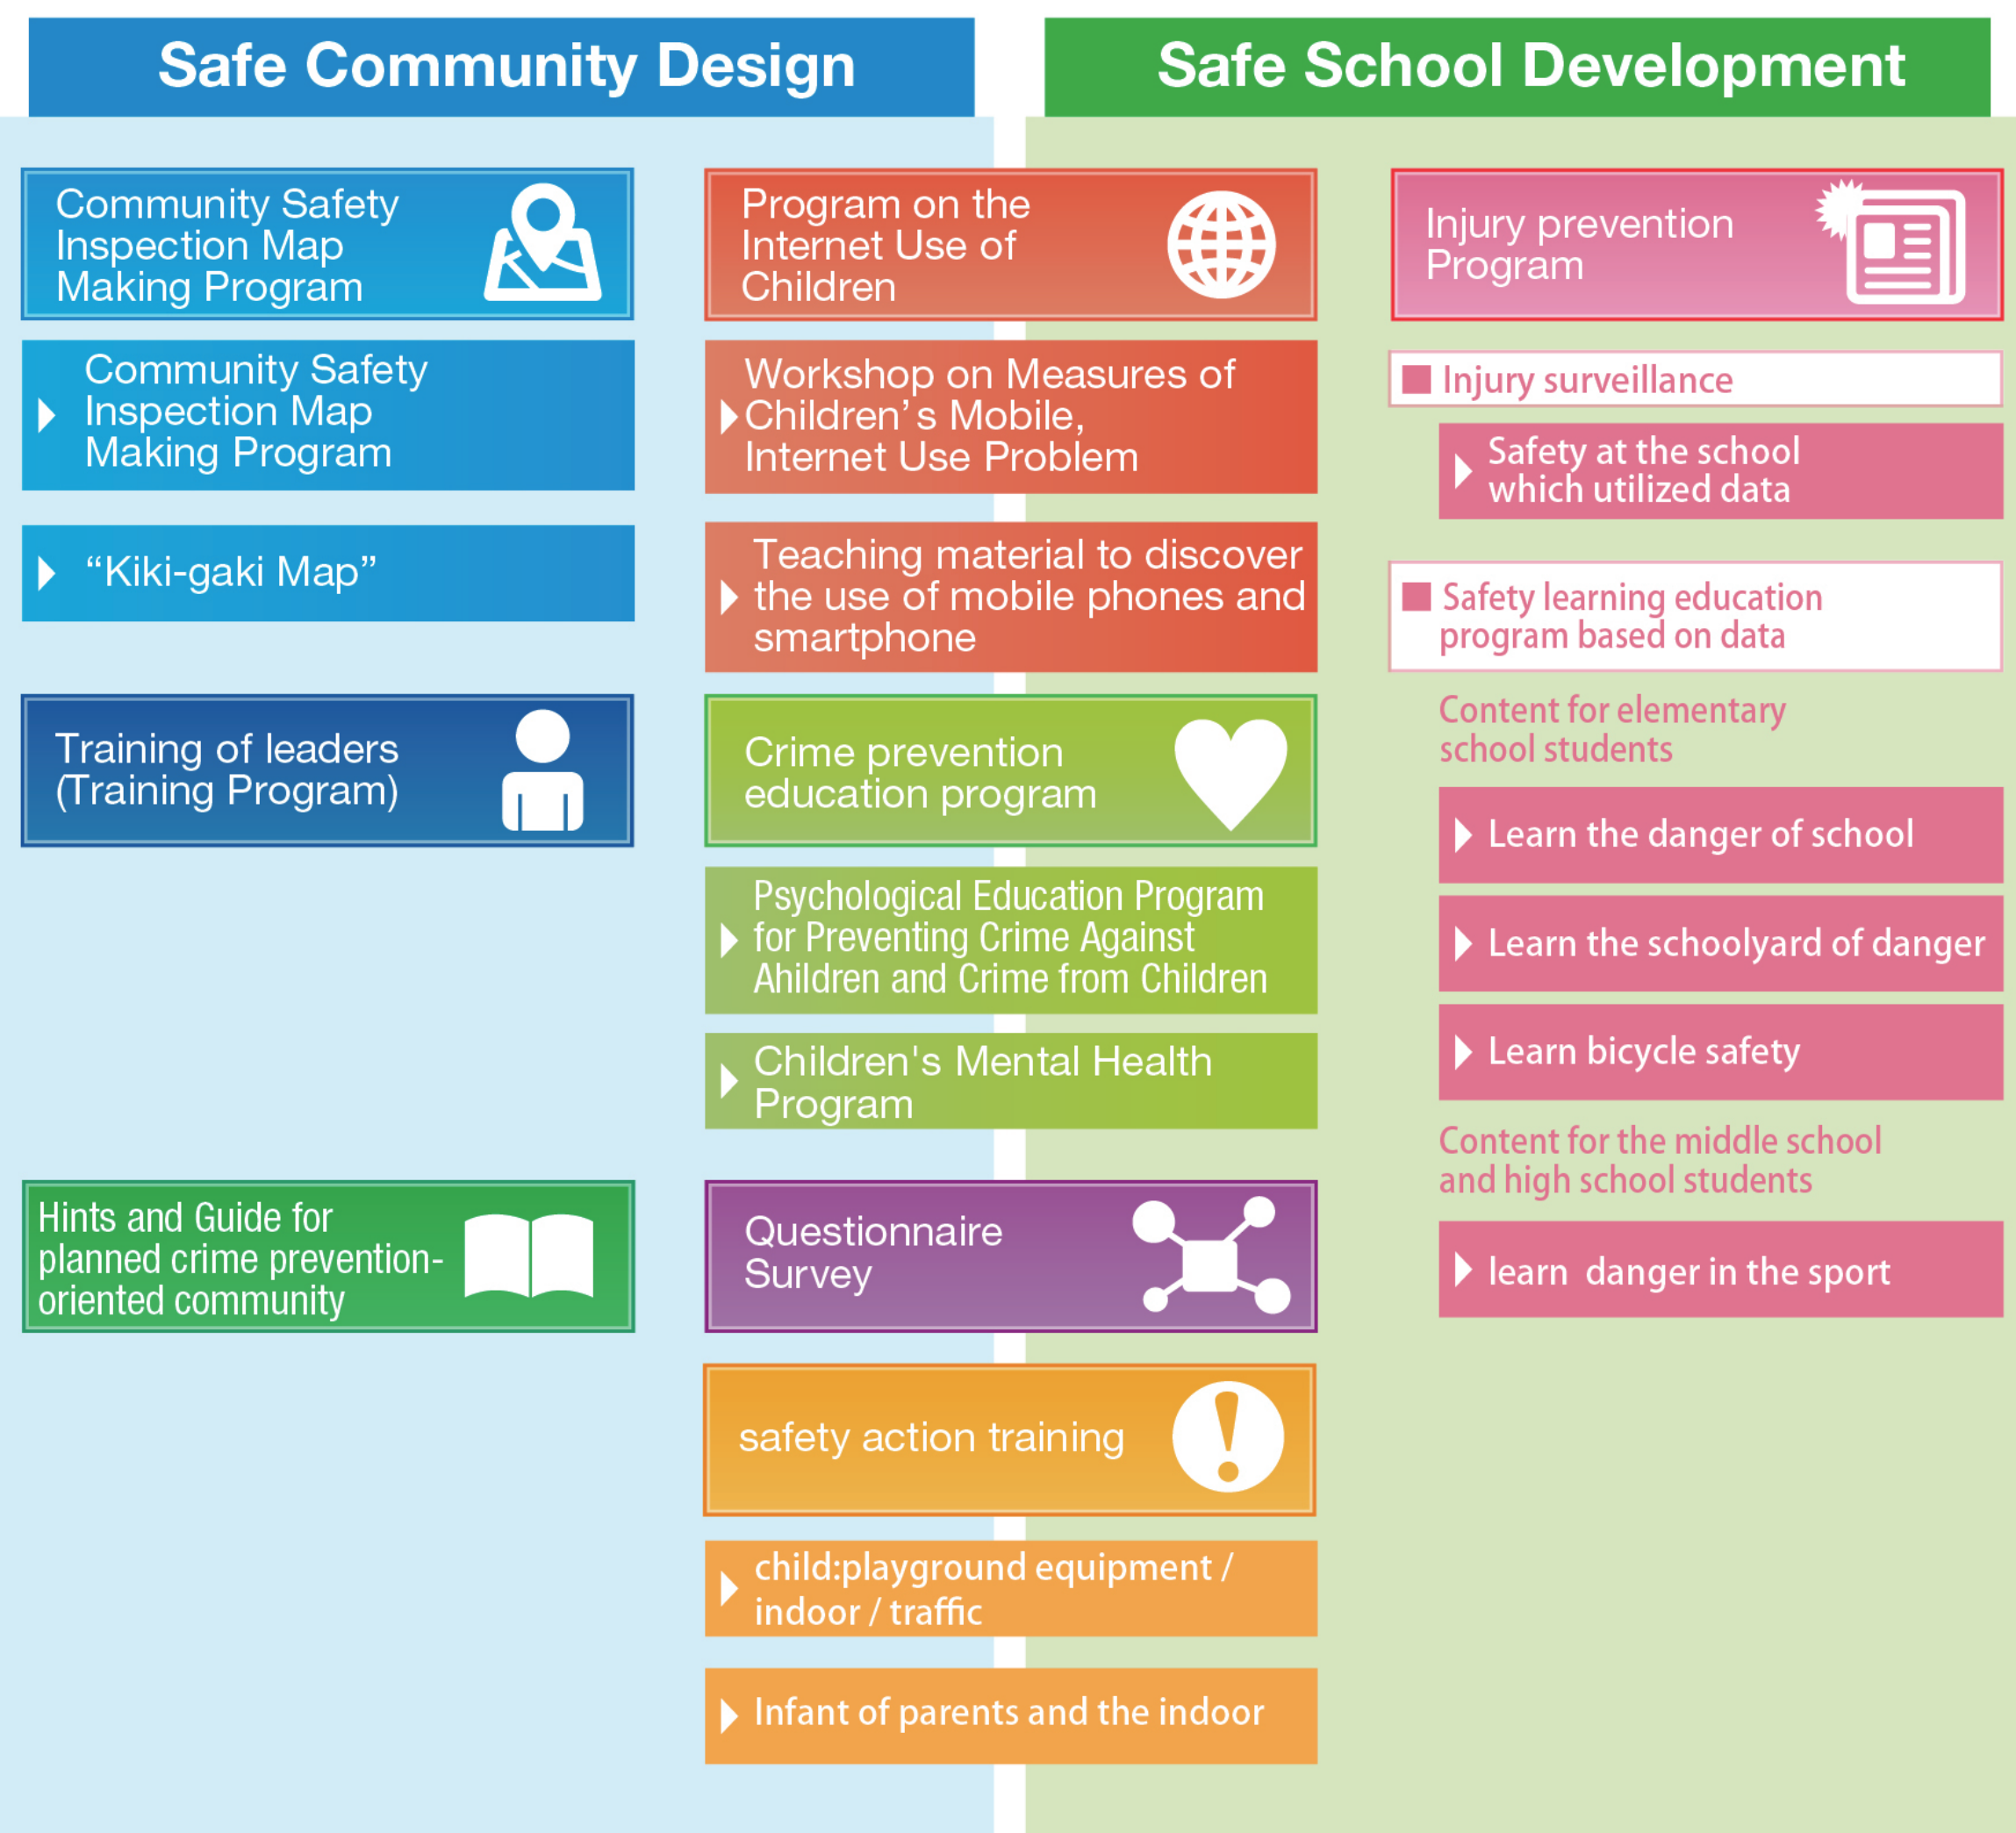 Safe Community Design
Safe School Development
Community Safety
Inspection Map
Making Program
Community Safety
Inspection Map
Making Program
“Kiki-gaki Map”
Training of leaders
(Training Program)
Hints and Guide for
planned crime prevention-
oriented community
Program on the
Internet Use of
Children
Workshop on Measures of
Children’s Mobile,
Internet Use Problem
Teaching material to discover
the use of mobile phones and
smartphone
Crime prevention
education program
Psychological Education Program
for Preventing Crime Against
Ahildren and Crime from Children
Children's Mental Health
Program
Questionnaire
Survey
safety action training
child:playground equipment /
indoor / traffic
Infant of parents and the indoor
Injury prevention
Program
Injury surveillance
Safety at the school
which utilized data
Safety learning education
program based on data
Content for elementary
school students
Learn the danger of school
Learn the schoolyard of danger
Learn bicycle safety
Content for the middle school
and high school students
learn danger in the sport